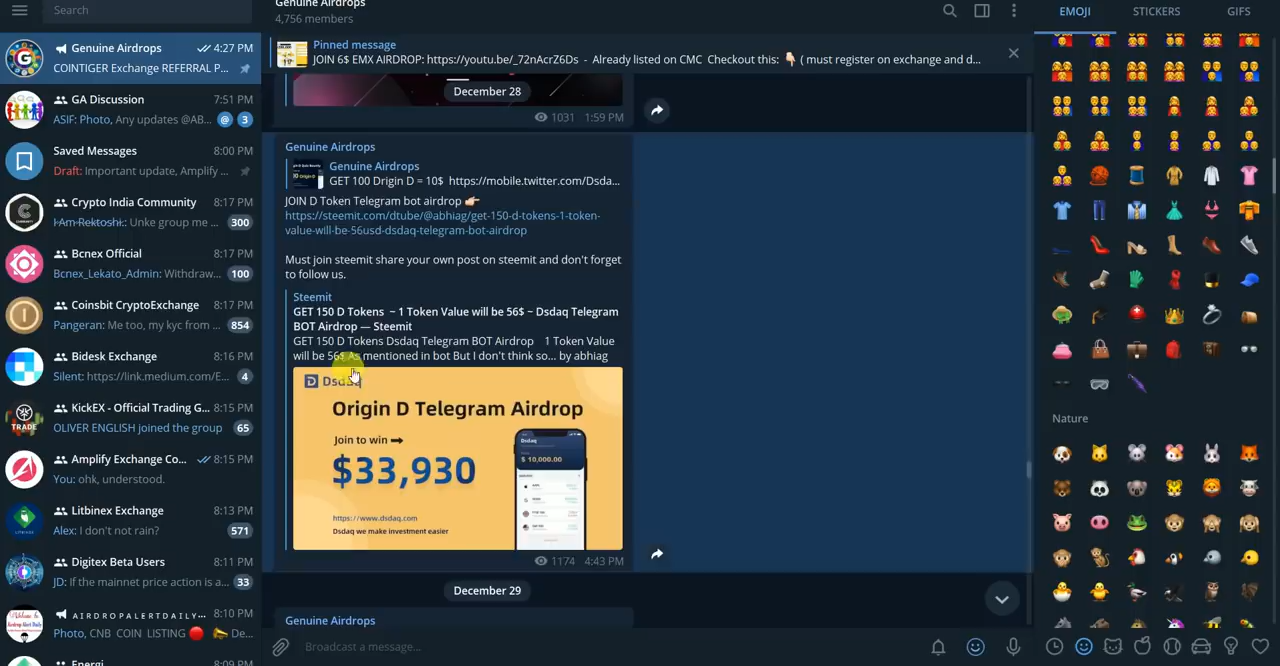 Search
Genuine Airdrops
4:27 PM
COINTIGER Exchange REFERRAL P...
GA Discussion
7:51 PM
ASIF: Photo, Any updates @AB...
@
3
Saved Messages
8:00 PM
Draft: Important update, Amplify ...
Crypto India Community
8:17 PM
I Am Rektoshi:: Unke group me ...
300
Bcnex Official
8:17 PM
Bcnex_Lekato_Admin: Withdraw...
100
Coinsbit CryptoExchange
8:17 PM
Pangeran: Me too, my kyc from ...
854
Bidesk Exchange
8:16 PM
Silent: https://link.medium.com/E...
4
KickEX - Official Trading G...
8:15 PM
OLIVER ENGLISH joined the group
65
Amplify Exchange Co...
8:15 PM
You: ohk, understood.
Litbinex Exchange
8:13 PM
Alex: I don't rain?
571
Digitex Beta Users
8:11 PM
JD: If the mainnet price action is a...
33
AIRDROPALERTDAILY...
8:10 PM
Photo, CNB COIN LISTING 🔴 📣 De...
Energi
8:09 PM
Genuine Airdrops
4,756 members
Pinned message
JOIN 6$ EMX AIRDROP: https://youtu.be/_72nAcrZ6Ds - Already listed on CMC Checkout this: 👇🏻 ( must register on exchange and d...
December 28
1031 1:59 PM
Genuine Airdrops
Genuine Airdrops
GET 100 Drigin D = 10$ https://mobile.twitter.com/Dsda...
JOIN D Token Telegram bot airdrop 👉🏻
https://steemit.com/dtube/@abhiag/get-150-d-tokens-1-token-
value-will-be-56usd-dsdaq-telegram-bot-airdrop
Must join steemit share your own post on steemit and don't forget
to follow us.
Steemit
GET 150 D Tokens ~ 1 Token Value will be 56$ ~ Dsdaq Telegram
BOT Airdrop — Steemit
GET 150 D Tokens Dsdaq Telegram BOT Airdrop 1 Token Value
will be 56$ As mentioned in bot But I don't think so... by abhiag
Dsdaq
Origin D Telegram Airdrop
Join to win
$33,930
https://www.dsdaq.com
Dsdaq we make investment easier
Dsdaq
$ 10,000.00
1174 4:43 PM
December 29
Genuine Airdrops
Broadcast a message...
EMOJI
STICKERS
GIFS
Nature